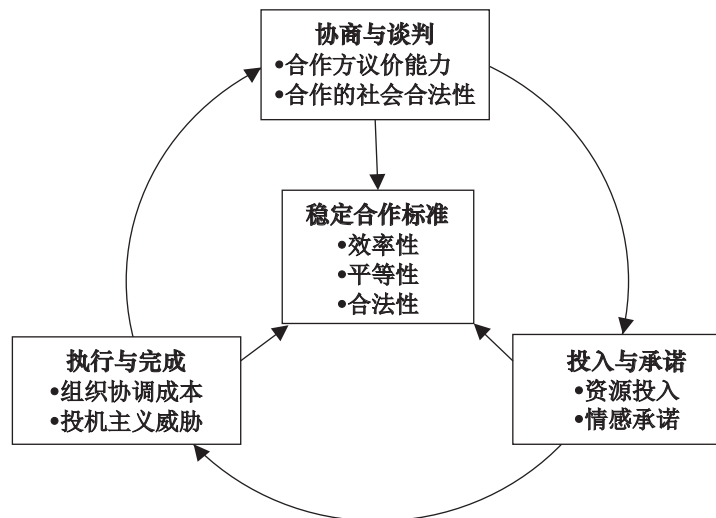 协商与谈判
•合作方议价能力
•合作的社会合法性
稳定合作标准
•效率性
•平等性
•合法性
执行与完成
•组织协调成本
•投机主义威胁
投入与承诺
•资源投入
•情感承诺